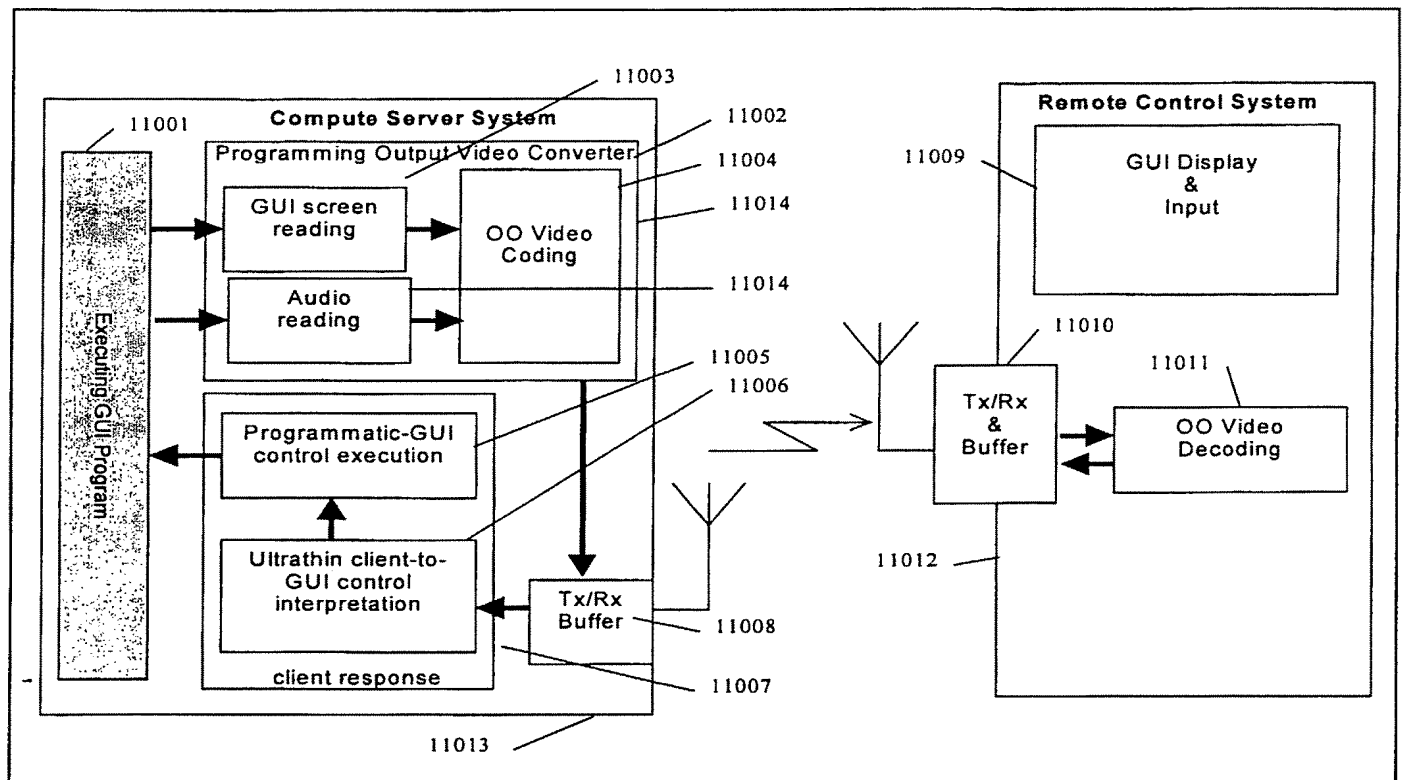 11003
Compute Server System
11001
11002
Programming Output Video Converter
11004
11014
GUI screen
reading
OO Video
Coding
Audio
reading
11014
Executing GUI Program
11005
11006
Programmatic-GUI
control execution
Ultrathin client-to-
GUI control
interpretation
Tx/Rx
Buffer
11008
client response
11007
11013
Remote Control System
11009
GUI Display
&
Input
11010
Tx/Rx
&
Buffer
11011
OO Video
Decoding
11012